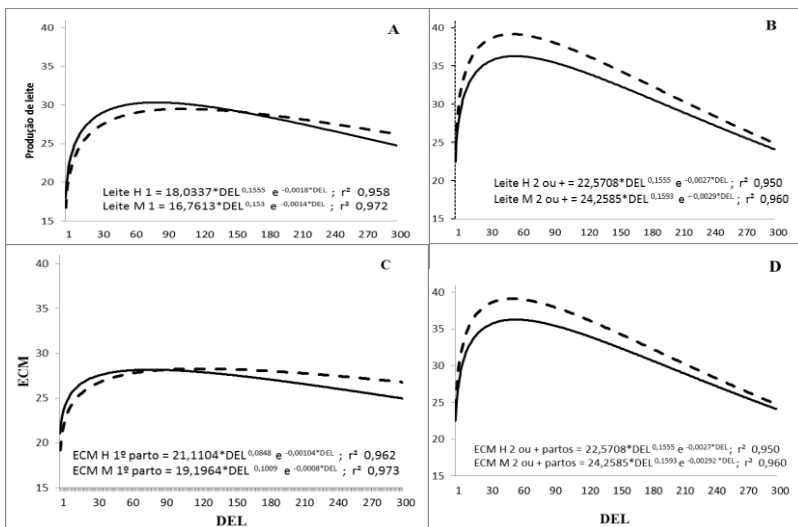 A
40
35
30
25
20
15
Produção de leite
Leite H 1 = 18,0337*DEL 0,1555 e -0,0018*DEL ; r² 0,958
Leite M 1 = 16,7613*DEL 0,153 e -0,0014*DEL ; r² 0,972
1 30 60 90 120 150 180 210 240 270 300
B
40
35
30
25
20
15
Leite H 2 ou + = 22,5708*DEL 0,1555 e -0,0027*DEL ; r² 0,950
Leite M 2 ou + = 24,2585*DEL 0,1593 e -0,0029*DEL ; r² 0,960
1 30 60 90 120 150 180 210 240 270 300
C
40
35
30
25
20
15
ECM
ECM H 1º parto = 21,1104*DEL 0,0848 e -0,00104*DEL ; r² 0,962
ECM M 1º parto = 19,1964*DEL 0,1009 e -0,0008*DEL ; r² 0,973
1 30 60 90 120 150 180 210 240 270 300
DEL
D
40
35
30
25
20
15
ECM H 2 ou + partos = 22,5708*DEL 0,1555 e -0,0027*DEL ; r² 0,950
ECM M 2 ou + partos = 24,2585*DEL 0,1593 e -0,00292*DEL ; r² 0,960
1 30 60 90 120 150 180 210 240 270 300
DEL